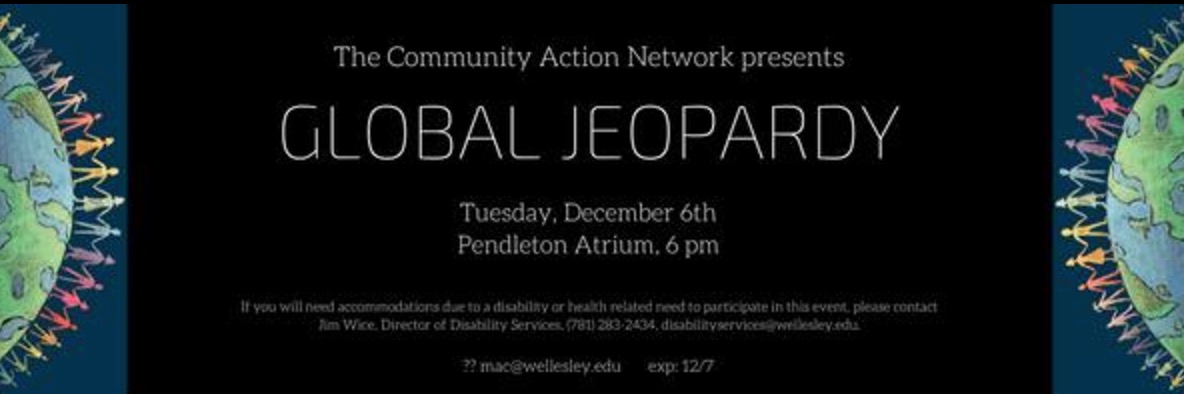 The Community Action Network presents
GLOBAL JEOPARDY
Tuesday, December 6th
Pendleton Atrium, 6 pm
If you will need accommodations due to a disability or health related need to participate in this event, please contact
Jim Wice, Director of Disability Services, (781) 283-2434, disabilityservices@wellesley.edu.
?? mac@wellesley.edu exp: 12/7